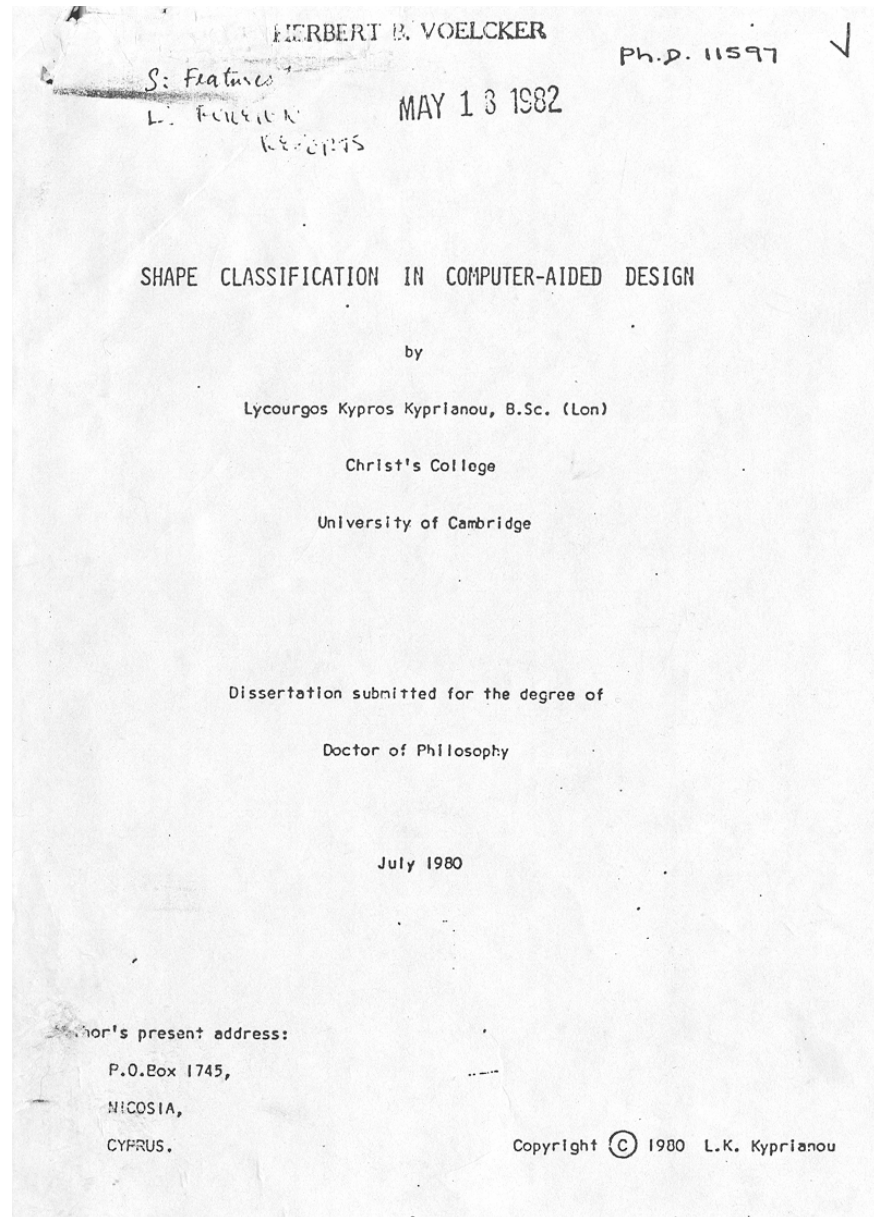 HERBERT B. VOELCKER
Ph.D. 11597
S: Features
MAY 13 1982
L:
SHAPE CLASSIFICATION IN COMPUTER-AIDED DESIGN
by
Lycourgos Kypros Kyprianou, B.Sc. (Lon)
Christ's College
University of Cambridge
Dissertation submitted for the degree of
Doctor of Philosophy
July 1980
Author's present address:
P.O.Box 1745,
NICOSIA,
CYPRUS.
Copyright © 1980 L.K. Kyprianou